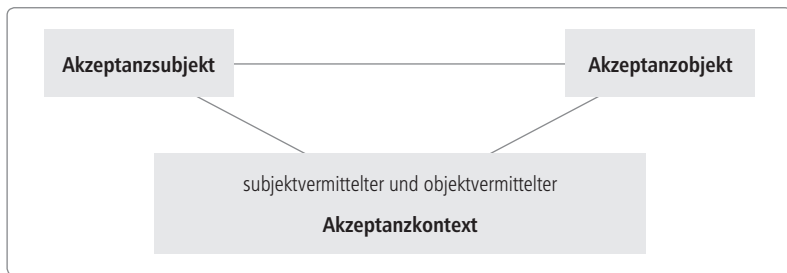 Akzeptanzsubjekt
Akzeptanzobjekt
subjektvermittelter und objektvermittelter
Akzeptanzkontext